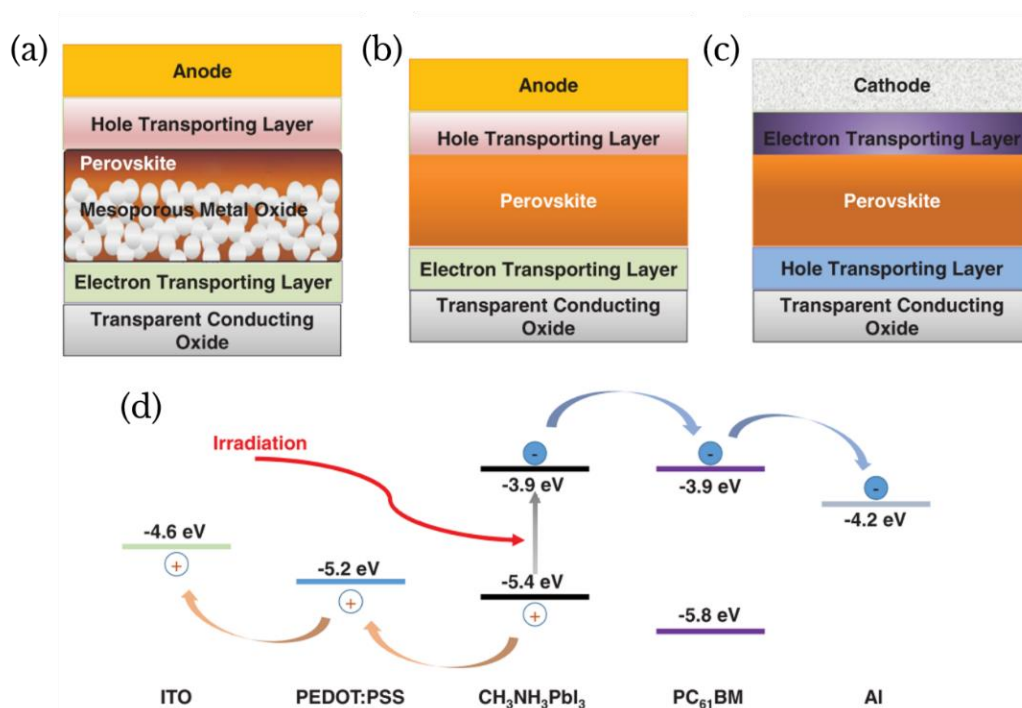 (a)
Anode
Hole Transporting Layer
Perovskite
Mesoporous Metal Oxide
Electron Transporting Layer
Transparent Conducting
Oxide
(b)
Anode
Hole Transporting Layer
Perovskite
Electron Transporting Layer
Transparent Conducting
Oxide
(c)
Cathode
Electron Transporting Layer
Perovskite
Hole Transporting Layer
Transparent Conducting
Oxide
(d)
Irradiation
-
-
-
-3.9 eV
-3.9 eV
-4.2 eV
-4.6 eV
+
-5.2 eV
+
-5.4 eV
+
-5.8 eV
ITO
PEDOT:PSS
CH₃NH₃PbI₃
PC₆₁BM
Al